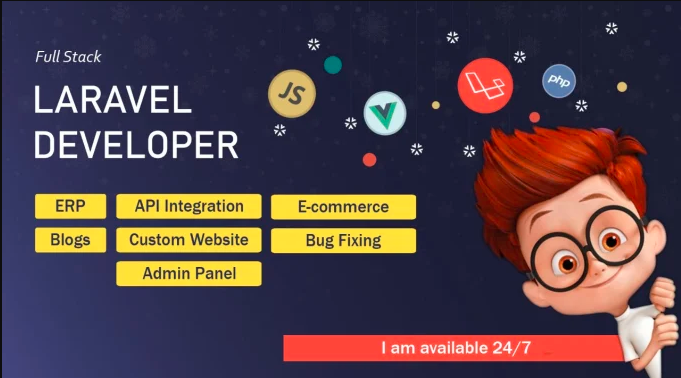 Full Stack
LARAVEL
DEVELOPER
JS
php
ERP
API Integration
E-commerce
Blogs
Custom Website
Bug Fixing
Admin Panel
I am available 24/7